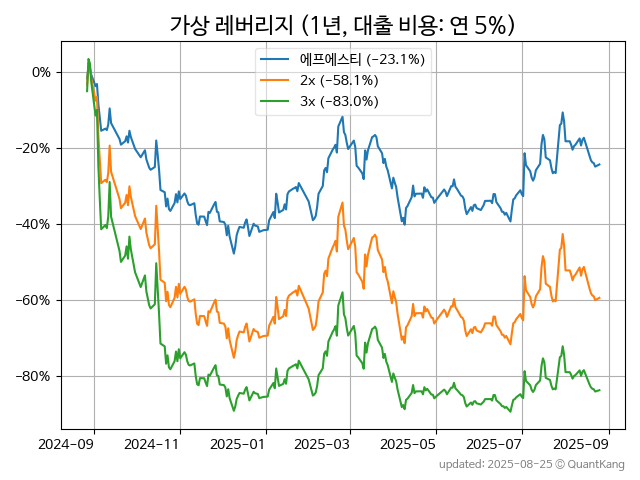 가상 레버리지 (1년, 대출 비용: 연 5%)
에프에스티 (−23.1%)
2x (−58.1%)
3x (−83.0%)
0%
−20%
−40%
−60%
−80%
2024-09 2024-11 2025-01 2025-03 2025-05 2025-07 2025-09
updated: 2025-08-25 © QuantKang